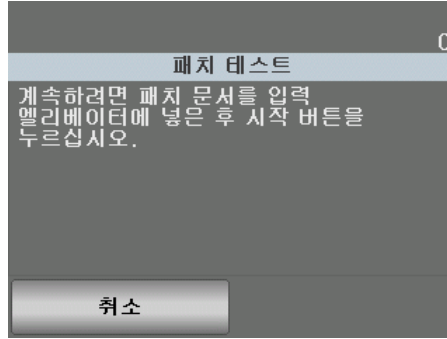 패치 테스트
계속하려면 패치 문서를 입력
엘리베이터에 넣은 후 시작 버튼을
누르십시오.
취소